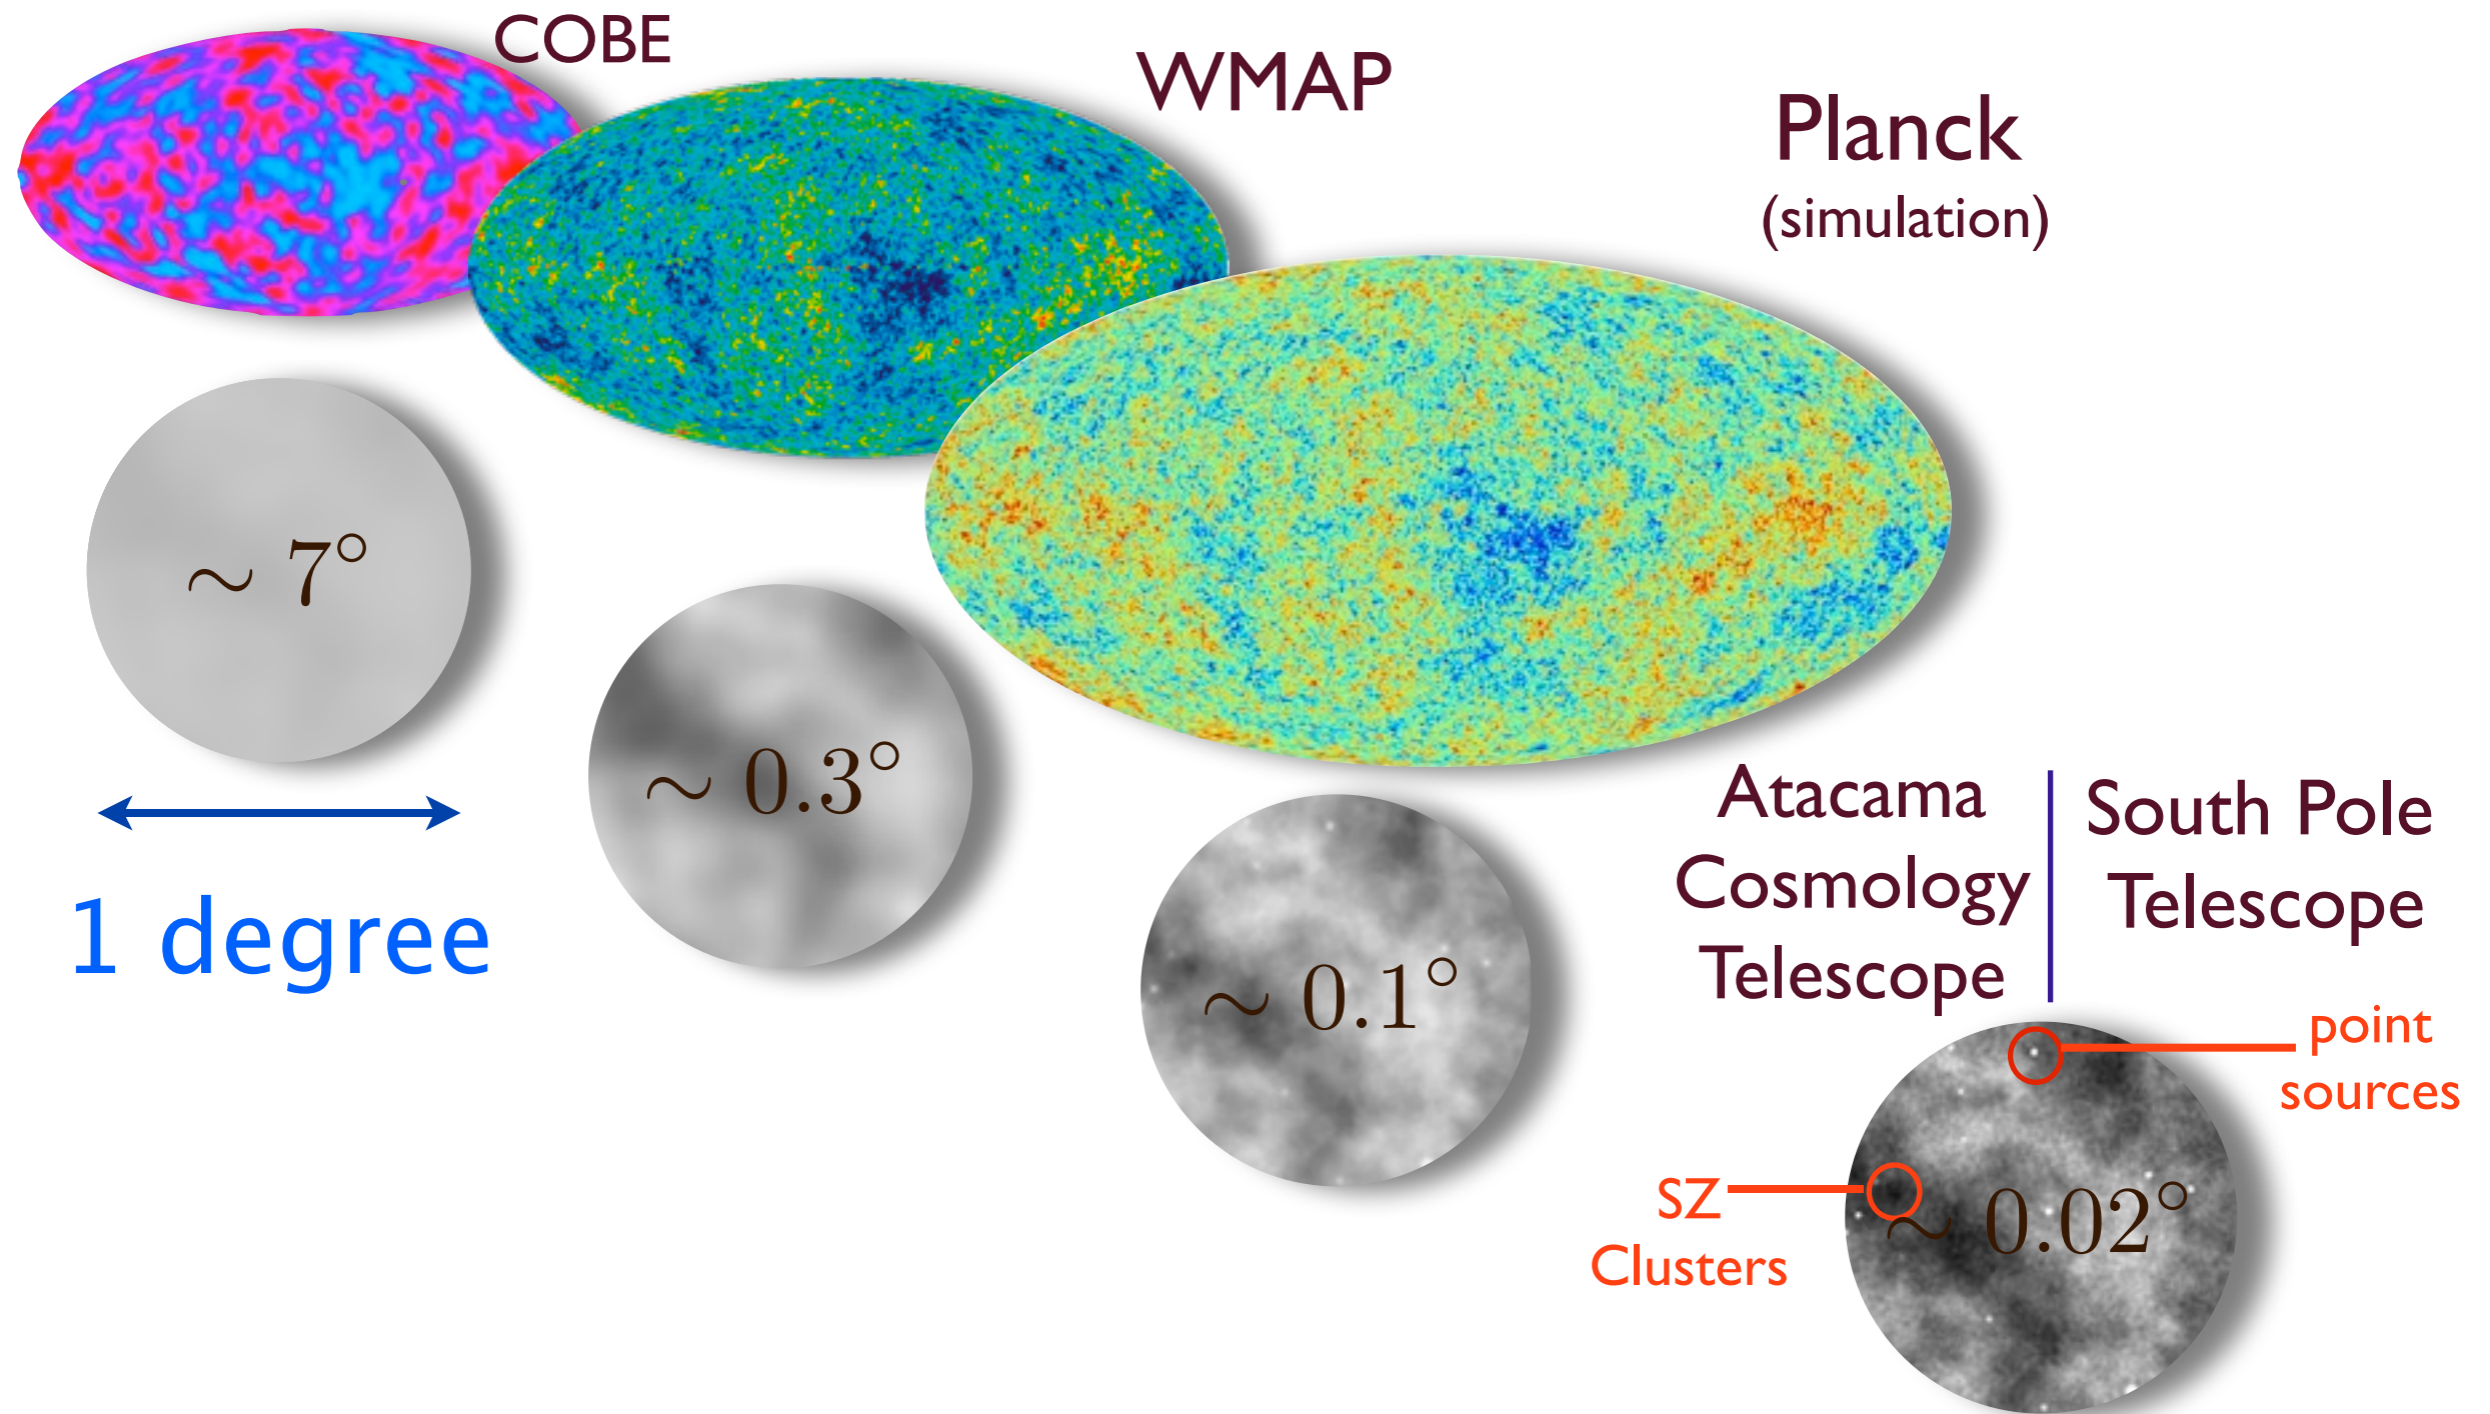 COBE
WMAP
Planck
(simulation)
∼ 7°
∼ 0.3°
1 degree
∼ 0.1°
Atacama
Cosmology
Telescope
South Pole
Telescope
point
sources
SZ
Clusters
∼ 0.02°